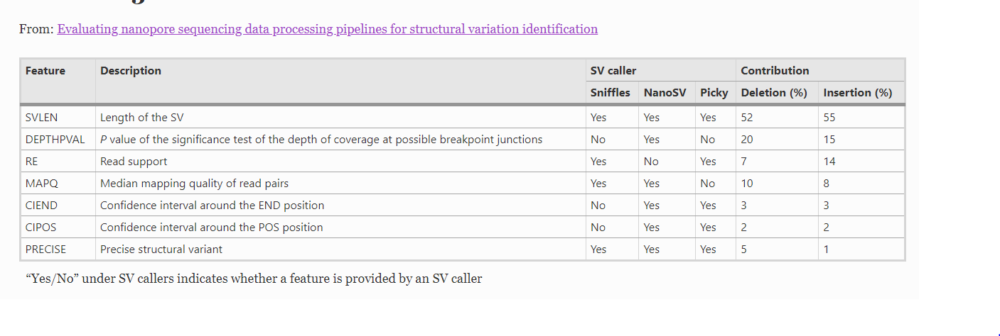 From: Evaluating nanopore sequencing data processing pipelines for structural variation identification
Feature Description SV caller Contribution
Sniffles NanoSV Picky Deletion (%) Insertion (%)
SVLEN Length of the SV Yes Yes Yes 52 55
DEPTHPVAL P value of the significance test of the depth of coverage at possible breakpoint junctions No Yes No 20 15
RE Read support Yes No Yes 7 14
MAPQ Median mapping quality of read pairs Yes Yes No 10 8
CIEND Confidence interval around the END position No Yes Yes 3 3
CIPOS Confidence interval around the POS position No Yes Yes 2 2
PRECISE Precise structural variant Yes Yes Yes 5 1
“Yes/No” under SV callers indicates whether a feature is provided by an SV caller